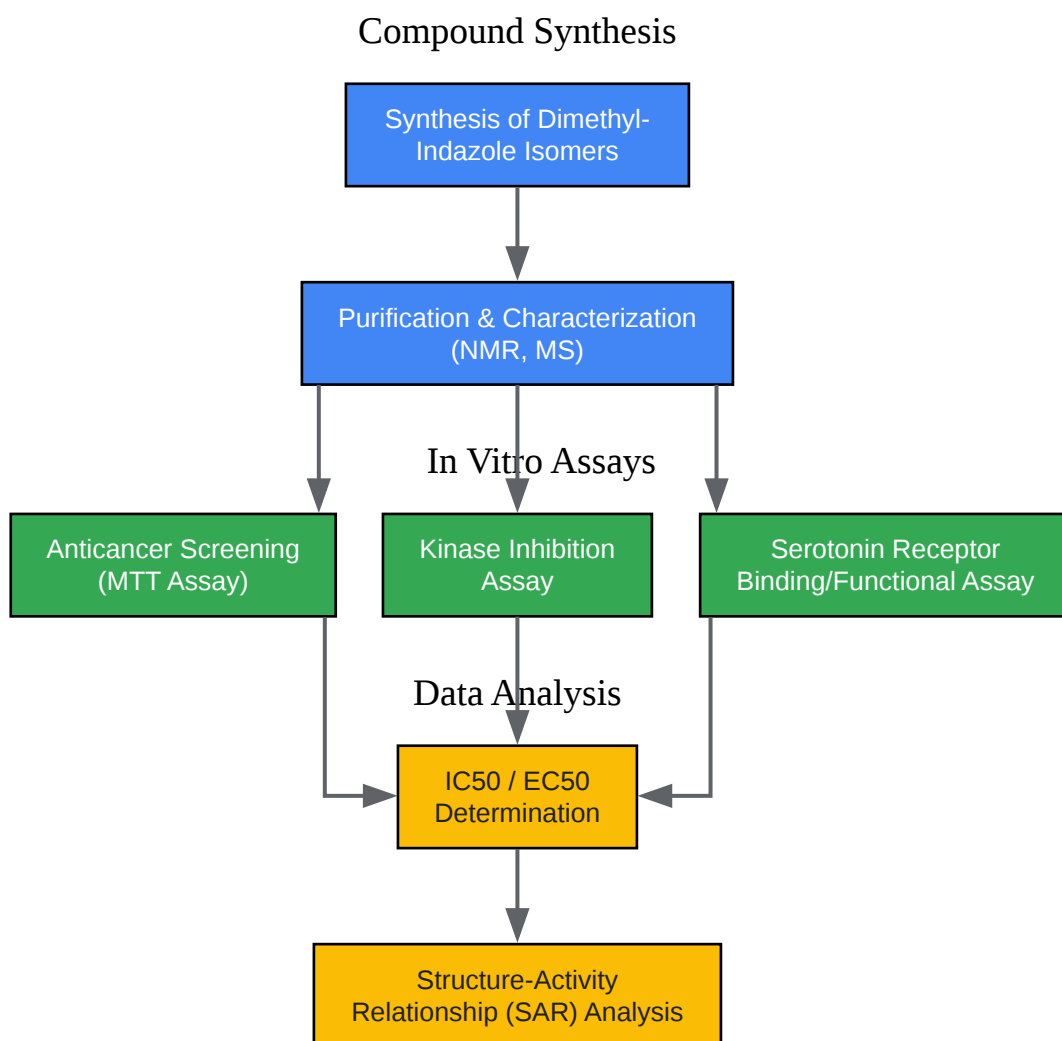 Compound Synthesis
Synthesis of Dimethyl-
Indazole Isomers
Purification & Characterization
(NMR, MS)
In Vitro Assays
Anticancer Screening
(MTT Assay)
Kinase Inhibition
Assay
Serotonin Receptor
Binding/Functional Assay
Data Analysis
IC50 / EC50
Determination
Structure-Activity
Relationship (SAR) Analysis